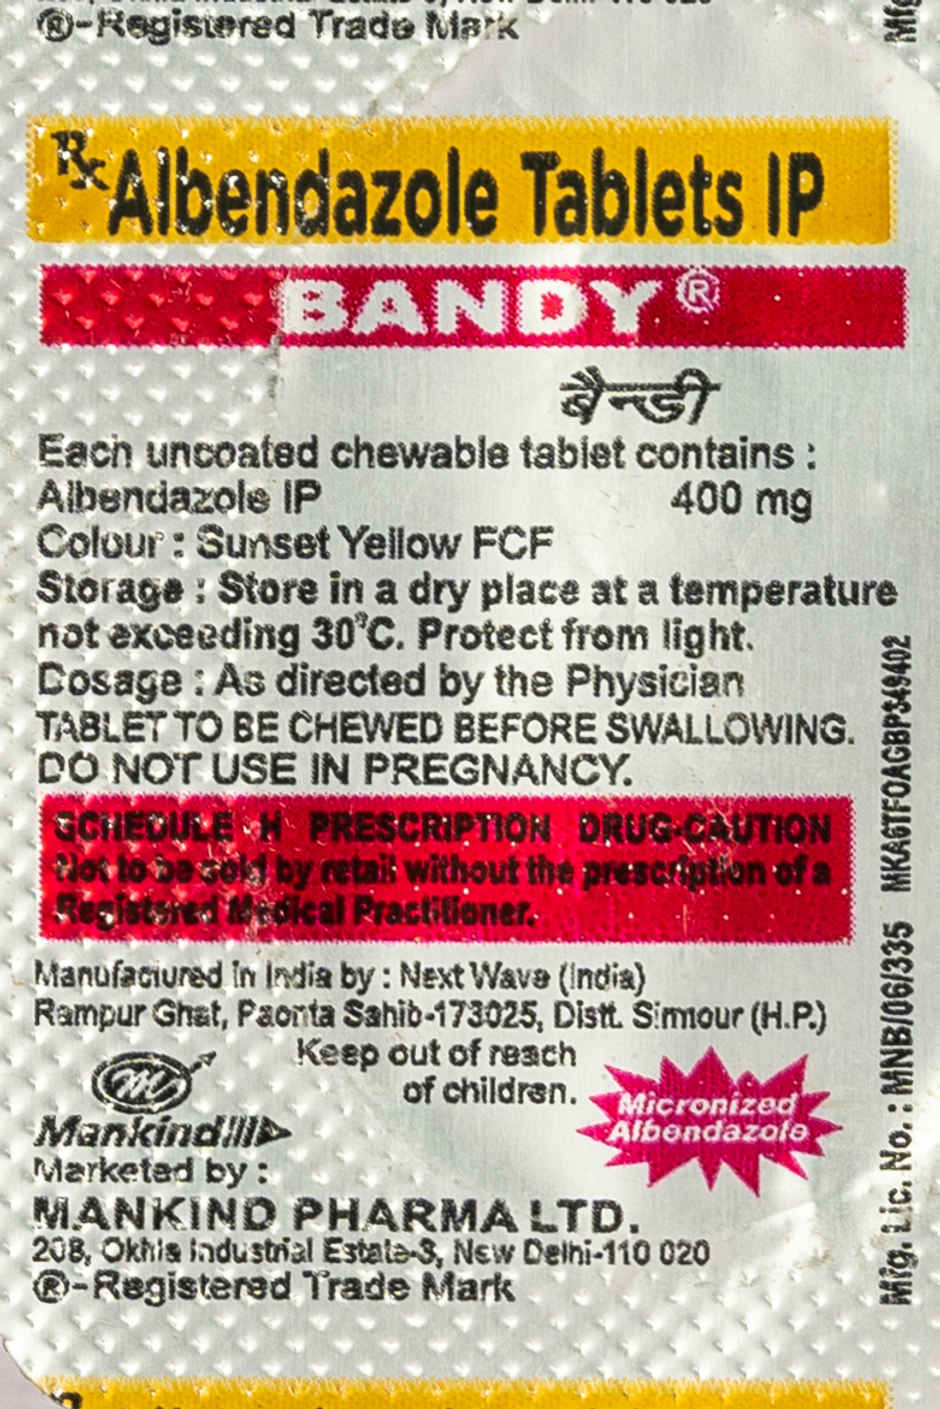 ®-Registered Trade Mark
Rx Albendazole Tablets IP
BANDY®
बैन्डी
Each uncoated chewable tablet contains :
Albendazole IP 400 mg
Colour : Sunset Yellow FCF
Storage : Store in a dry place at a temperature
not exceeding 30°C. Protect from light.
Dosage : As directed by the Physician
TABLET TO BE CHEWED BEFORE SWALLOWING.
DO NOT USE IN PREGNANCY.
SCHEDULE H PRESCRIPTION DRUG-CAUTION
Not to be sold by retail without the prescription of a
Registered Medical Practitioner.
Manufactured in India by : Next Wave (India)
Rampur Ghat, Paonta Sahib-173025, Distt. Sirmour (H.P.)
Keep out of reach
of children.
Micronized
Albendazole
Mankind
Marketed by :
MANKIND PHARMA LTD.
208, Okhla Industrial Estate-3, New Delhi-110 020
®-Registered Trade Mark
Mfg. Lic. No. : MNB/06/335 MKAGTFOAGBP349402